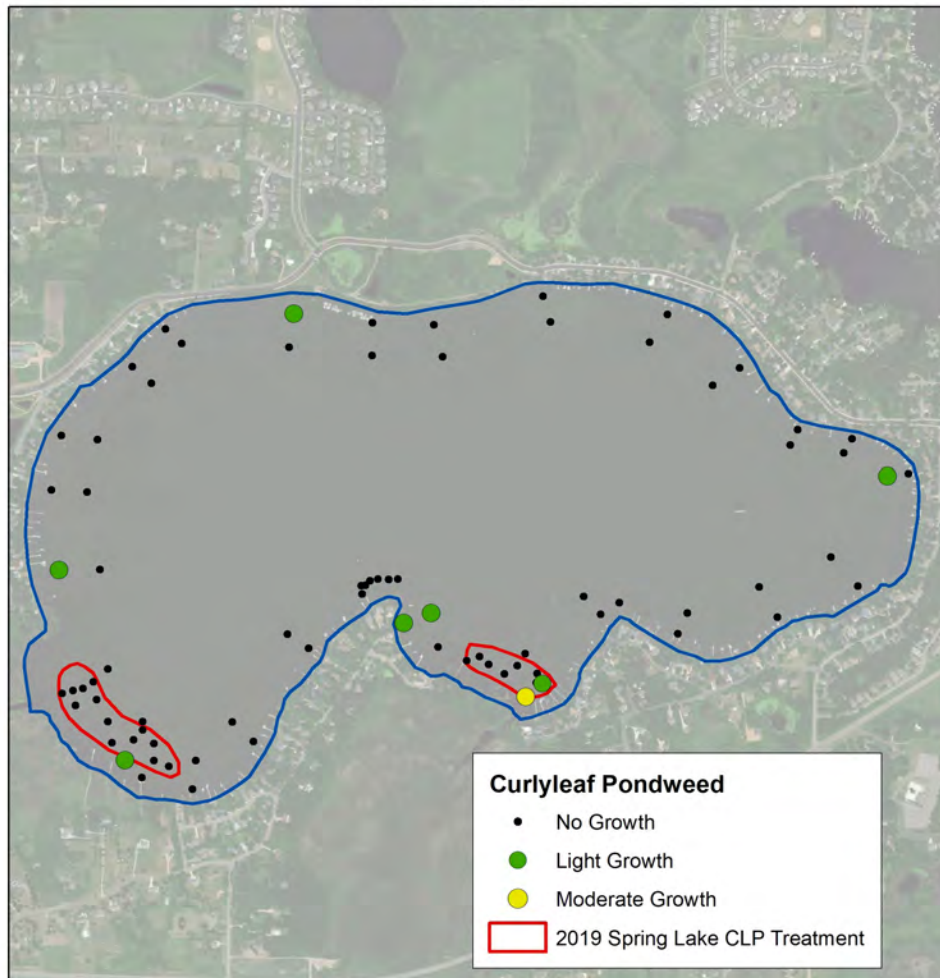 Curlyleaf Pondweed
No Growth
Light Growth
Moderate Growth
2019 Spring Lake CLP Treatment